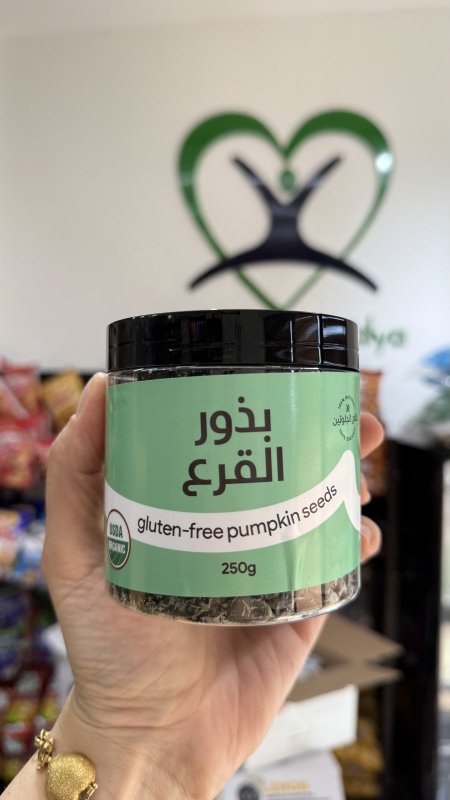 بذور
القرع
gluten-free pumpkin seeds
250g
USDA
ORGANIC